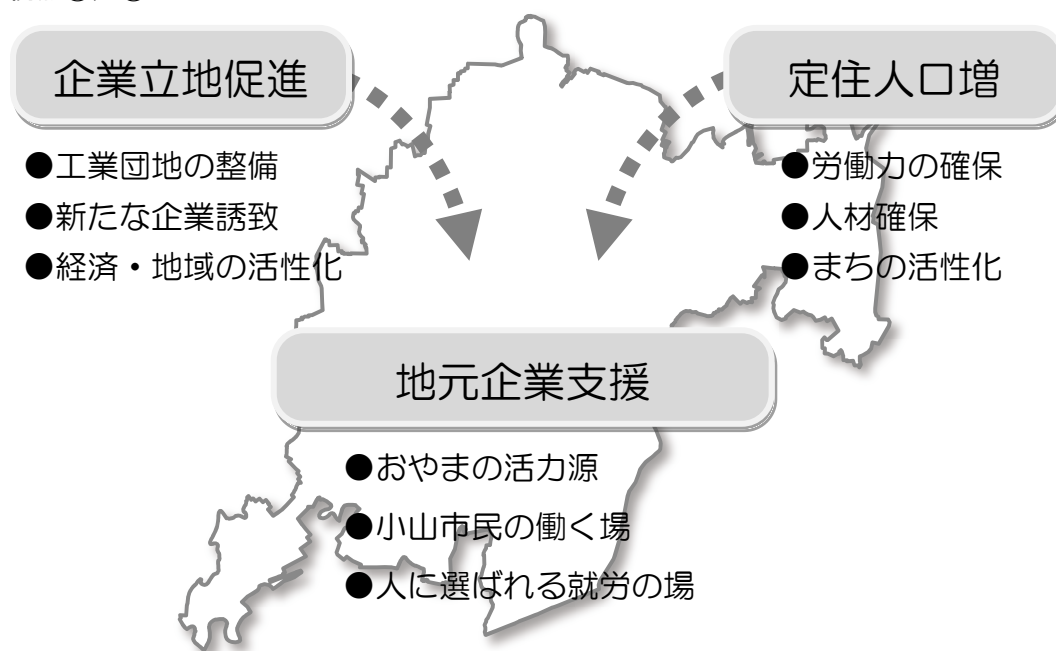 企業立地促進
●工業団地の整備
●新たな企業誘致
●経済・地域の活性化
定住人口増
●労働力の確保
●人材確保
●まちの活性化
地元企業支援
●おやまの活力源
●小山市民の働く場
●人に選ばれる就労の場